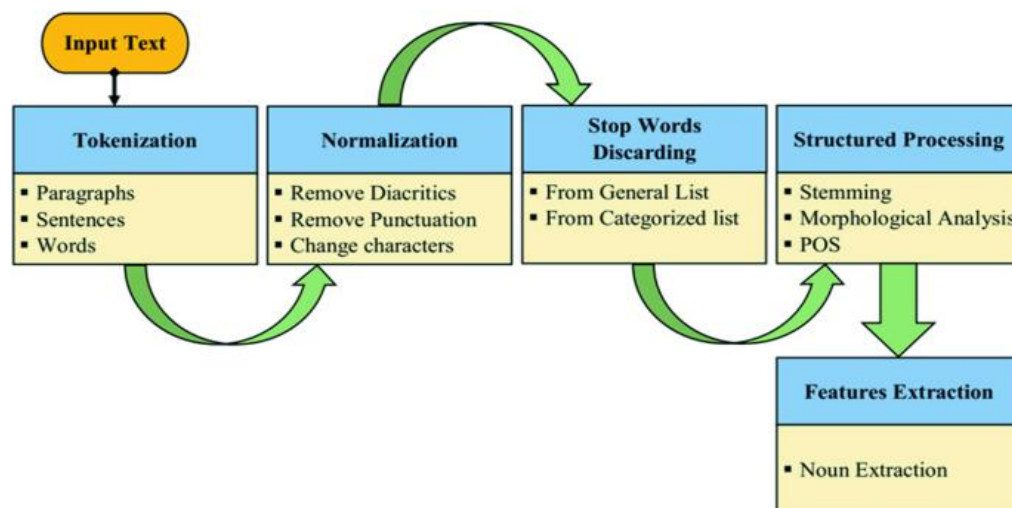 Input Text
Tokenization
▪ Paragraphs
▪ Sentences
▪ Words
Normalization
▪ Remove Diacritics
▪ Remove Punctuation
▪ Change characters
Stop Words
Discarding
▪ From General List
▪ From Categorized list
Structured Processing
▪ Stemming
▪ Morphological Analysis
▪ POS
Features Extraction
▪ Noun Extraction